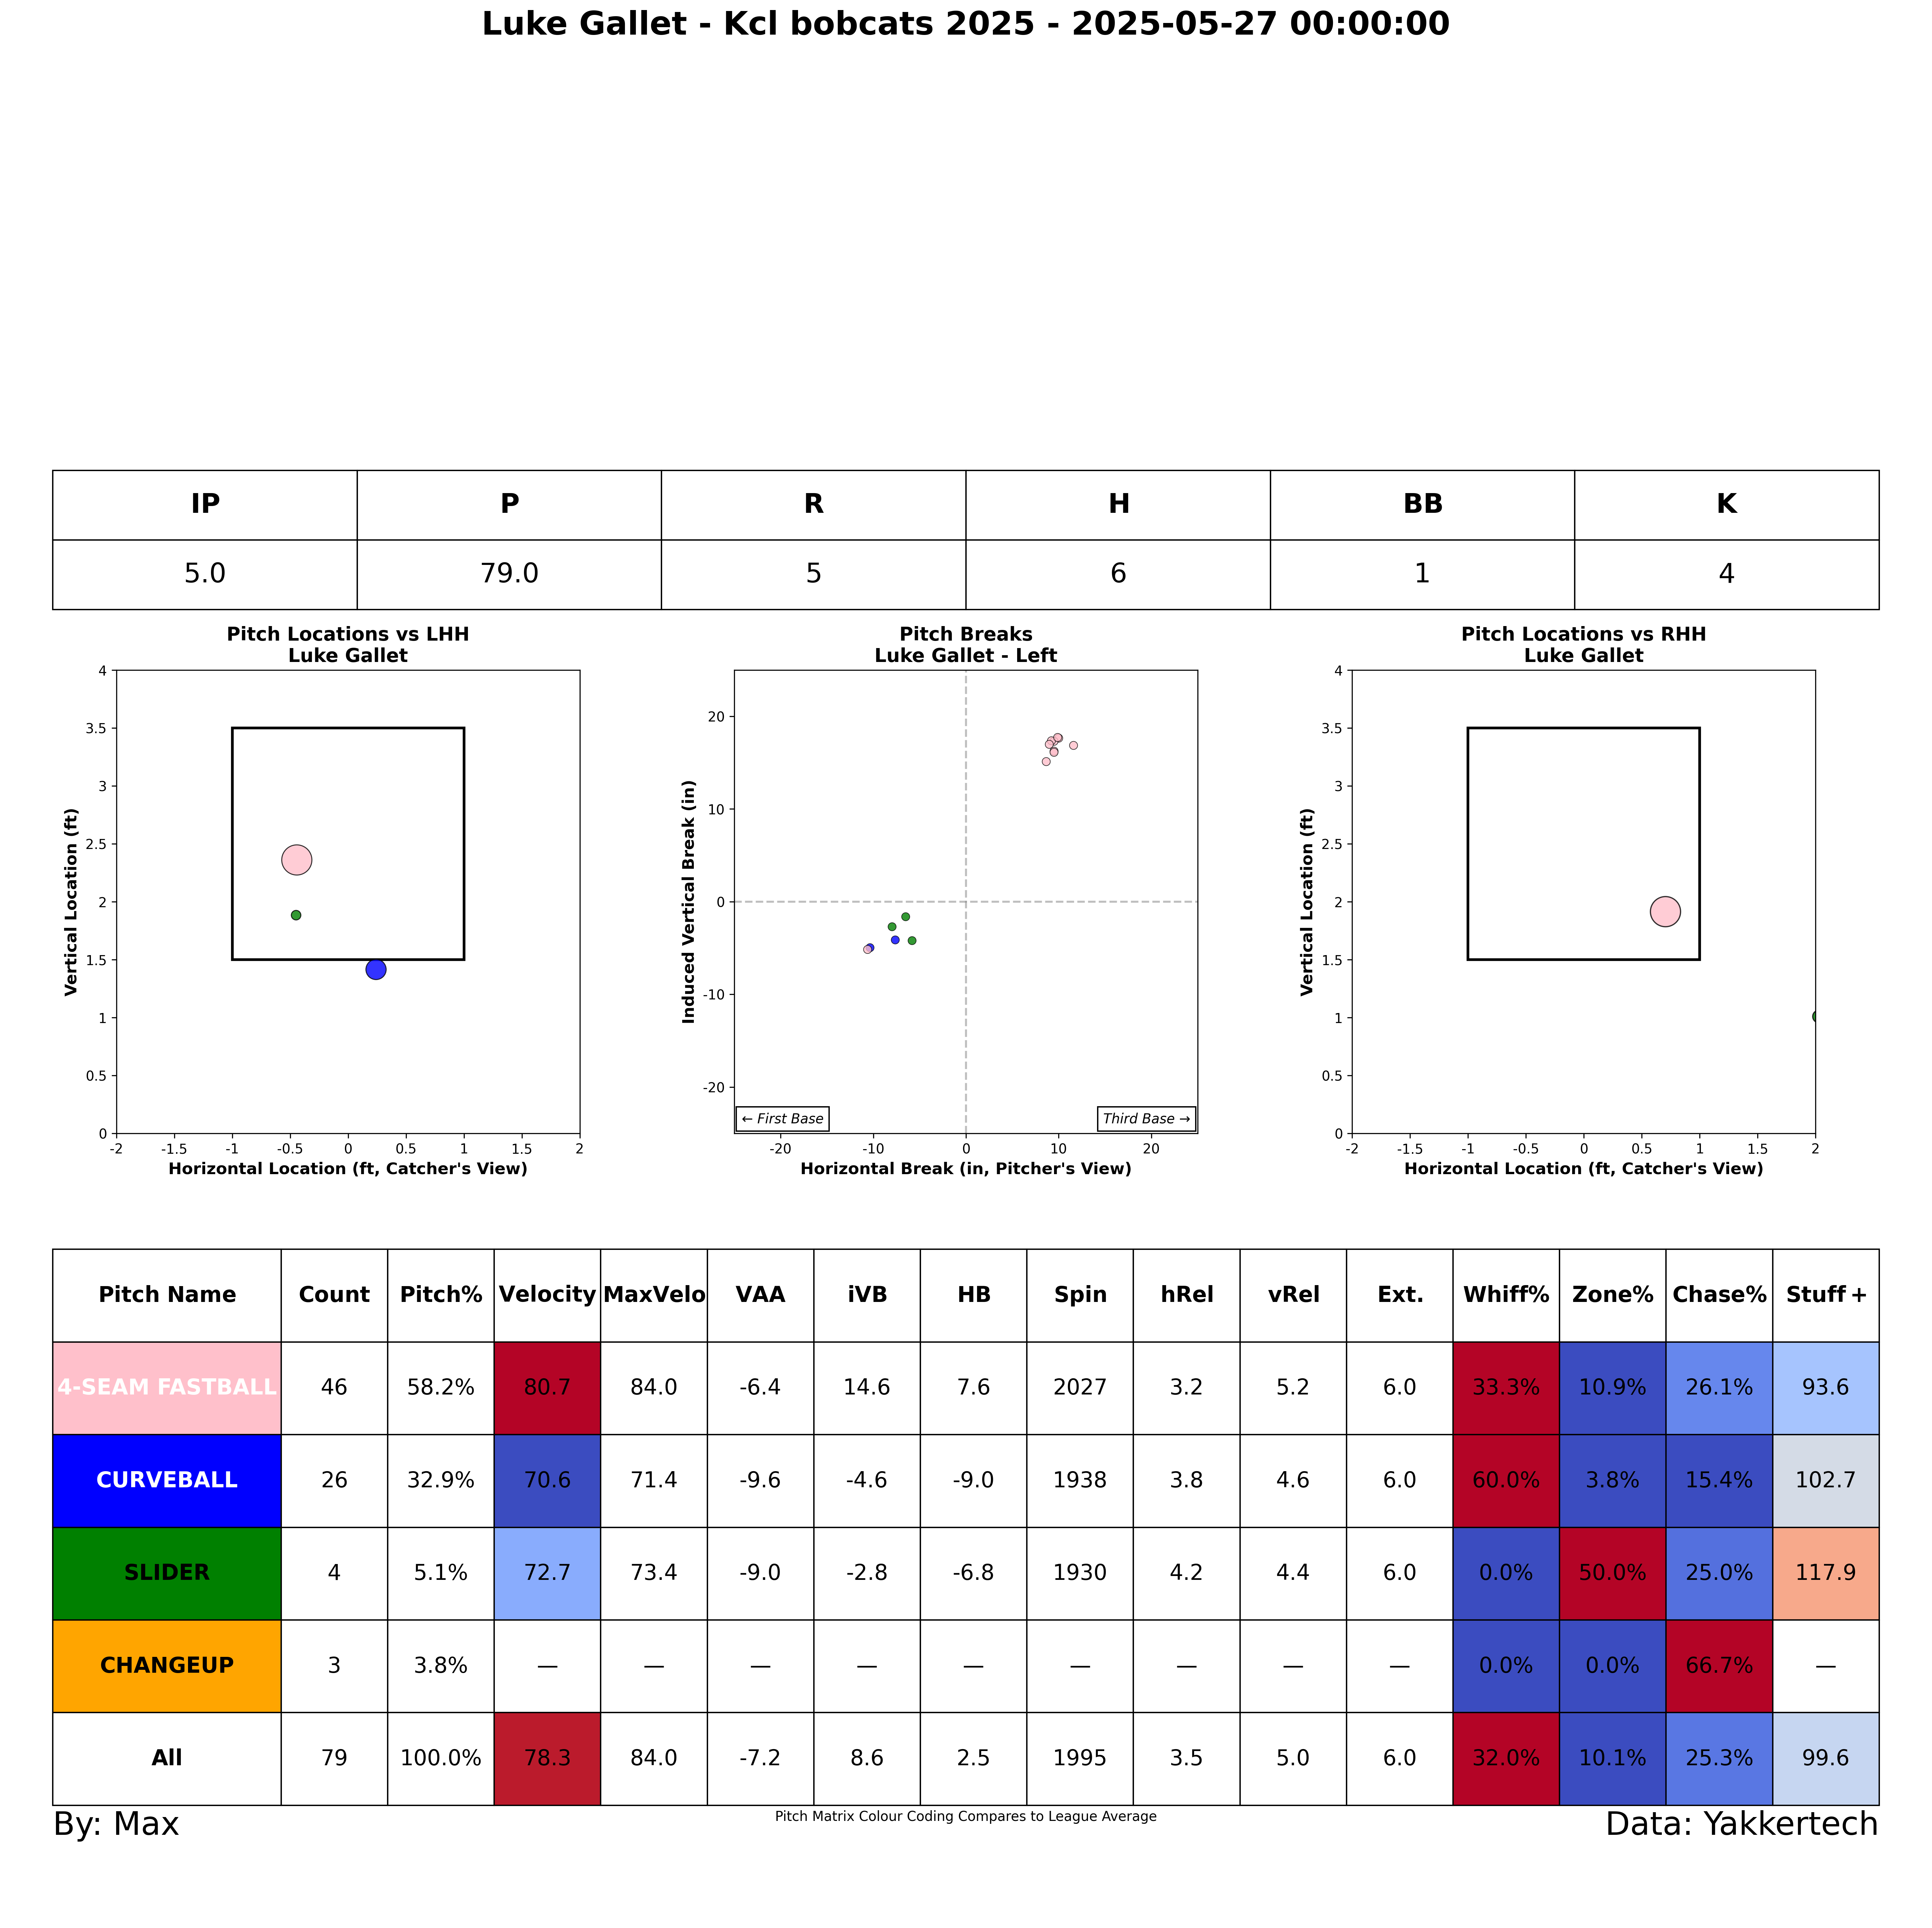 Luke Gallet - Kcl bobcats 2025 - 2025-05-27 00:00:00
IP P R H BB K
5.0 79.0 5 6 1 4
Pitch Locations vs LHH
Luke Gallet
4
3.5
3
2.5
2
1.5
1
0.5
0
Vertical Location (ft)
-2 -1.5 -1 -0.5 0 0.5 1 1.5 2
Horizontal Location (ft, Catcher's View)
Pitch Breaks
Luke Gallet - Left
20
10
0
-10
-20
Induced Vertical Break (in)
← First Base
Third Base →
-20 -10 0 10 20
Horizontal Break (in, Pitcher's View)
Pitch Locations vs RHH
Luke Gallet
4
3.5
3
2.5
2
1.5
1
0.5
0
Vertical Location (ft)
-2 -1.5 -1 -0.5 0 0.5 1 1.5 2
Horizontal Location (ft, Catcher's View)
Pitch Name Count Pitch% Velocity MaxVelo VAA iVB HB Spin hRel vRel Ext. Whiff% Zone% Chase% Stuff+
4-SEAM FASTBALL 46 58.2% 80.7 84.0 -6.4 14.6 7.6 2027 3.2 5.2 6.0 33.3% 10.9% 26.1% 93.6
CURVEBALL 26 32.9% 70.6 71.4 -9.6 -4.6 -9.0 1938 3.8 4.6 6.0 60.0% 3.8% 15.4% 102.7
SLIDER 4 5.1% 72.7 73.4 -9.0 -2.8 -6.8 1930 4.2 4.4 6.0 0.0% 50.0% 25.0% 117.9
CHANGEUP 3 3.8% — — — — — — — — — 0.0% 0.0% 66.7% —
All 79 100.0% 78.3 84.0 -7.2 8.6 2.5 1995 3.5 5.0 6.0 32.0% 10.1% 25.3% 99.6
By: Max
Pitch Matrix Colour Coding Compares to League Average
Data: Yakkertech